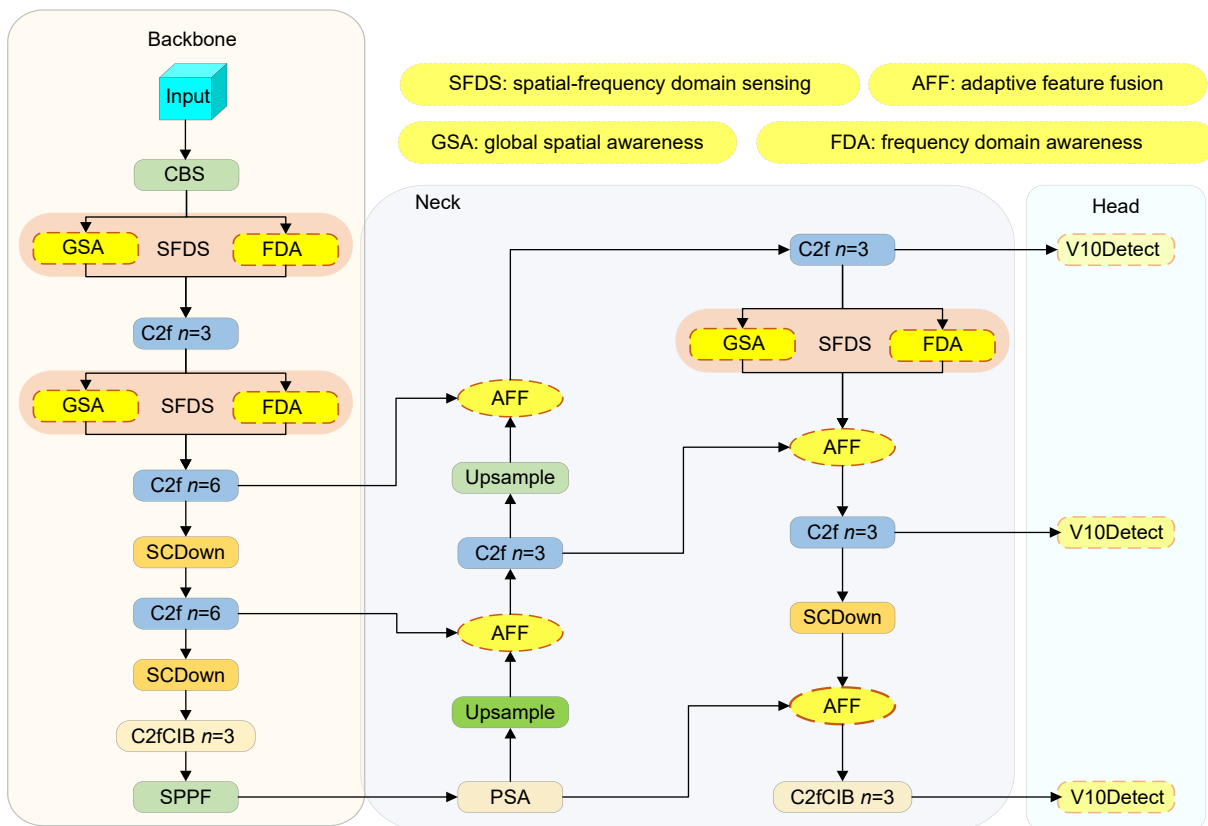 Backbone
Input
CBS
GSA SFDS FDA
C2f n=3
GSA SFDS FDA
C2f n=6
SCDown
C2f n=6
SCDown
C2fCIB n=3
SPPF
SFDS: spatial-frequency domain sensing
AFF: adaptive feature fusion
GSA: global spatial awareness
FDA: frequency domain awareness
Neck
AFF
Upsample
C2f n=3
AFF
Upsample
PSA
C2f n=3
GSA SFDS FDA
AFF
C2f n=3
SCDown
AFF
C2fCIB n=3
Head
V10Detect
V10Detect
V10Detect